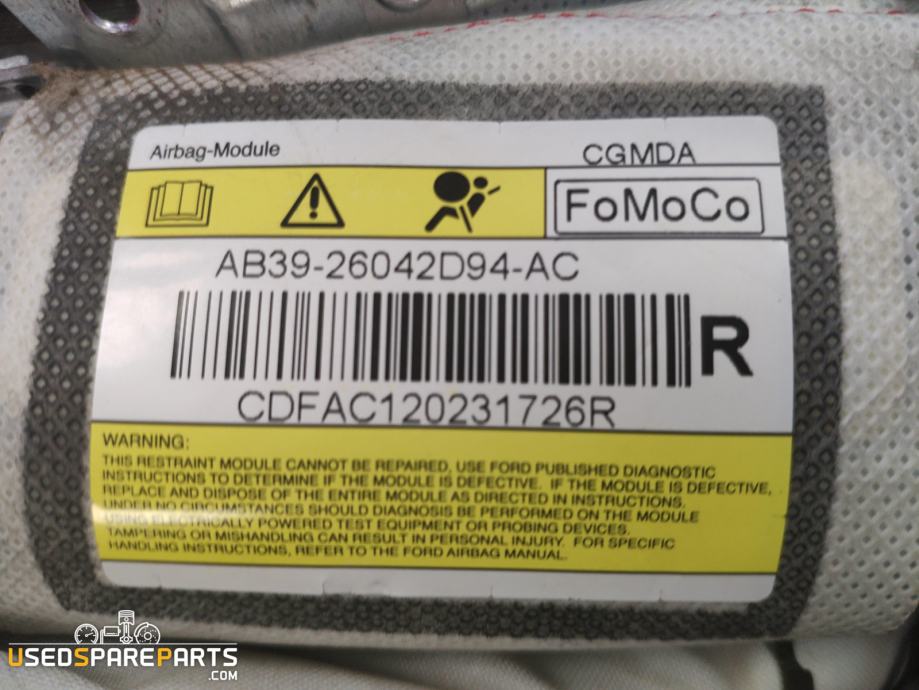 Airbag-Module
CGMDA
FoMoCo
AB39-26042D94-AC
R
CDFAC120231726R
WARNING:
THIS RESTRAINT MODULE CANNOT BE REPAIRED, USE FORD PUBLISHED DIAGNOSTIC
INSTRUCTIONS TO DETERMINE IF THE MODULE IS DEFECTIVE. IF THE MODULE IS DEFECTIVE,
REPLACE AND DISPOSE OF THE ENTIRE MODULE AS DIRECTED IN INSTRUCTIONS.
UNDER NO CIRCUMSTANCES SHOULD DIAGNOSIS BE PERFORMED ON THE MODULE
USING ELECTRICALLY POWERED TEST EQUIPMENT OR PROBING DEVICES.
TAMPERING OR MISHANDLING CAN RESULT IN PERSONAL INJURY. FOR SPECIFIC
HANDLING INSTRUCTIONS, REFER TO THE FORD AIRBAG MANUAL.
USEDSPAREPARTS
.COM